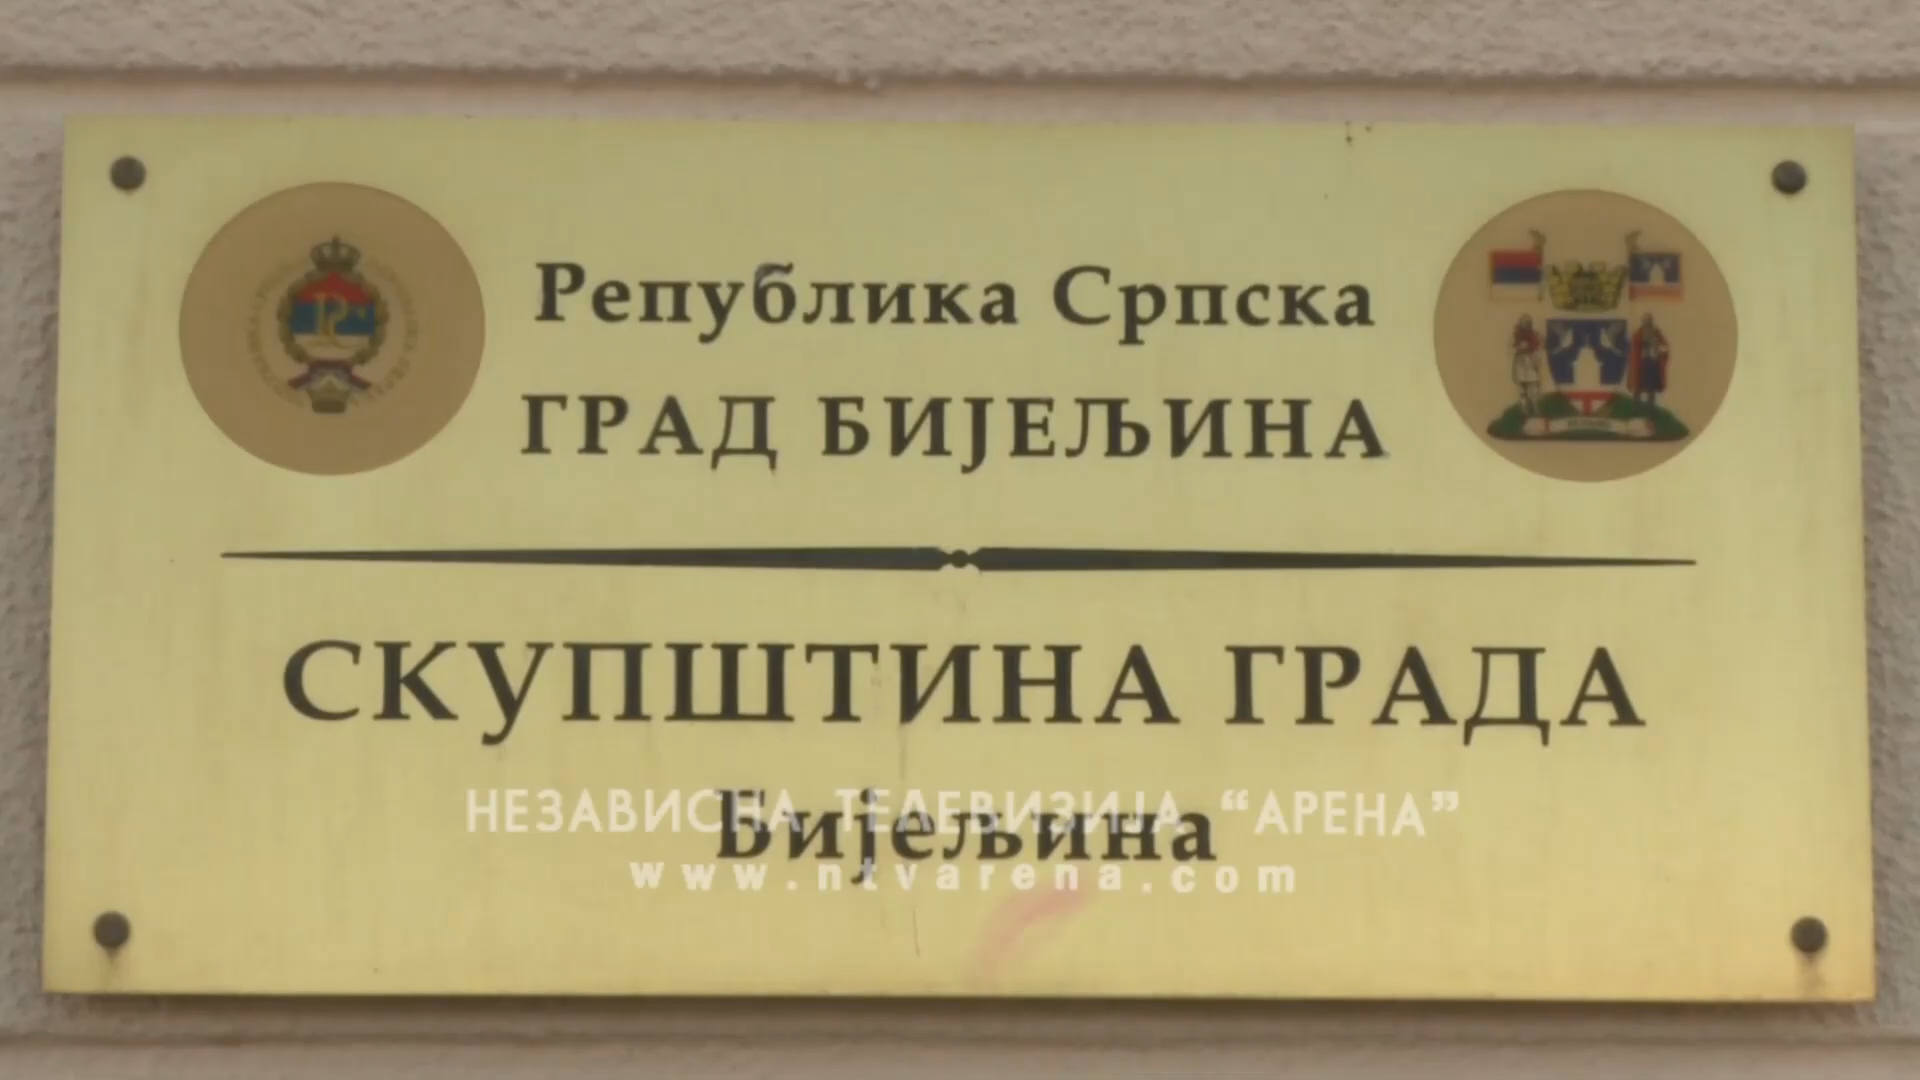 Република Српска
ГРАД БИЈЕЉИНА
СКУПШТИНА ГРАДА
Бијељина
НЕЗАВИСНА ТЕЛЕВИЗИЈА “АРЕНА”
www.ntvarena.com